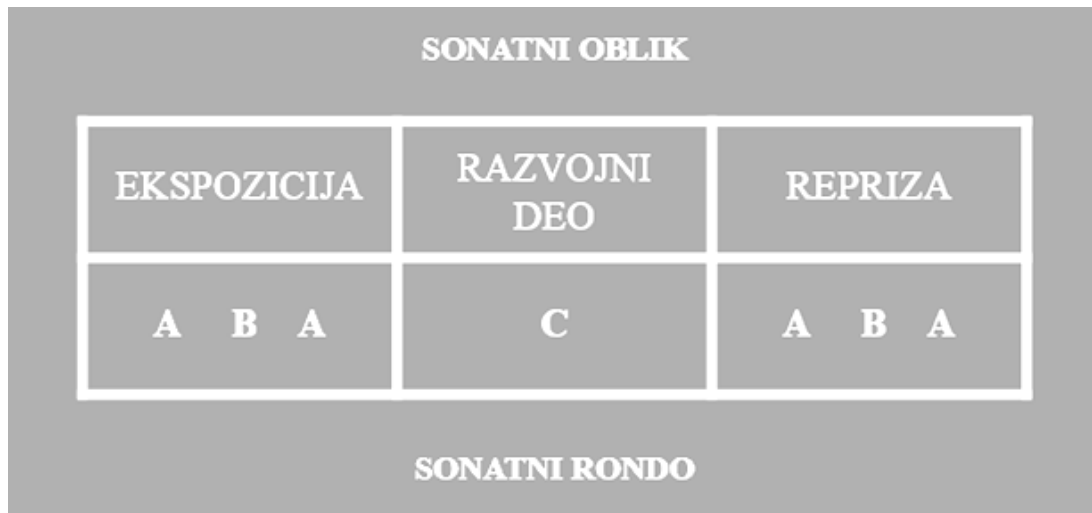 SONATNI OBLIK
EKSPOZICIJA
RAZVOJNI
DEO
REPRIZA
A B A
C
A B A
SONATNI RONDO